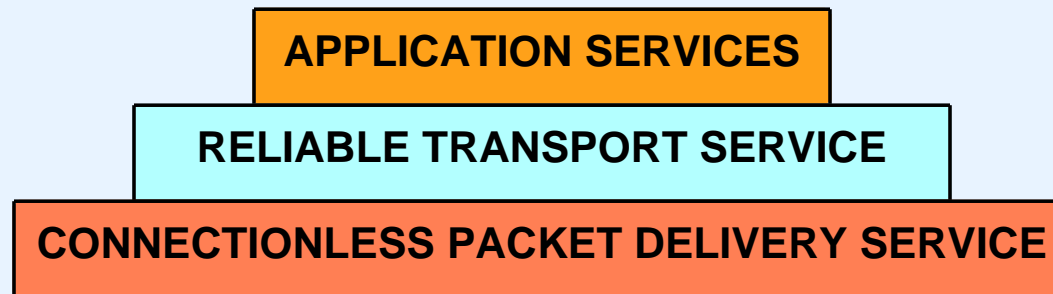 APPLICATION SERVICES
RELIABLE TRANSPORT SERVICE
CONNECTIONLESS PACKET DELIVERY SERVICE